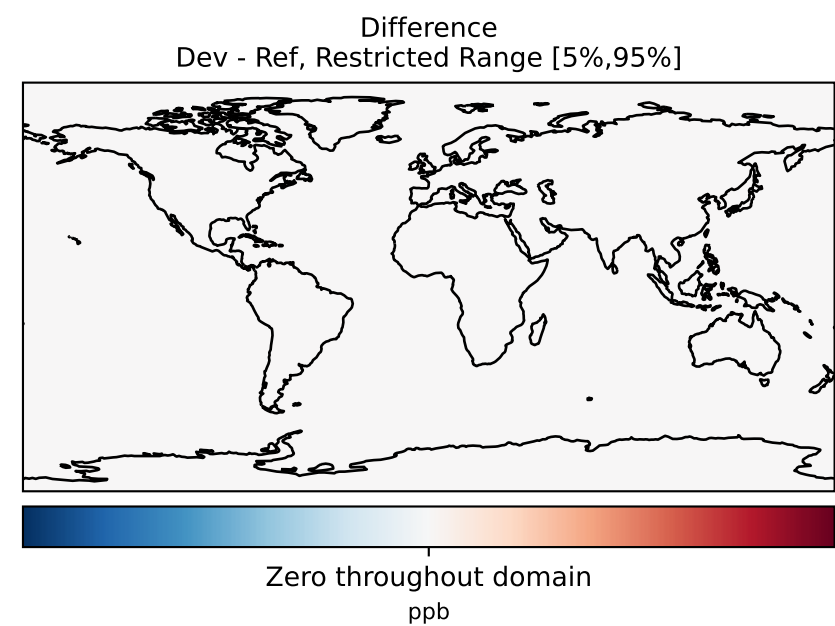 Difference
Dev - Ref, Restricted Range [5%,95%]
Zero throughout domain
ppb